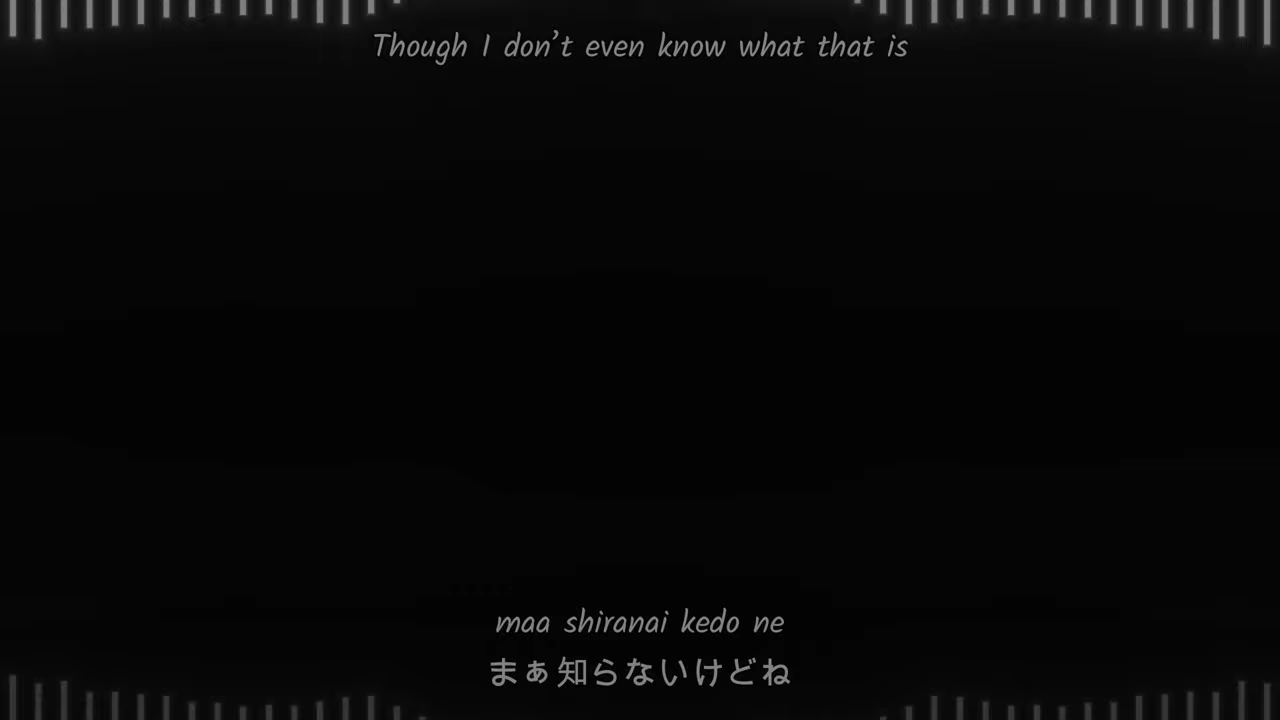 Though I don’t even know what that is
maa shiranai kedo ne
まぁ知らないけどね